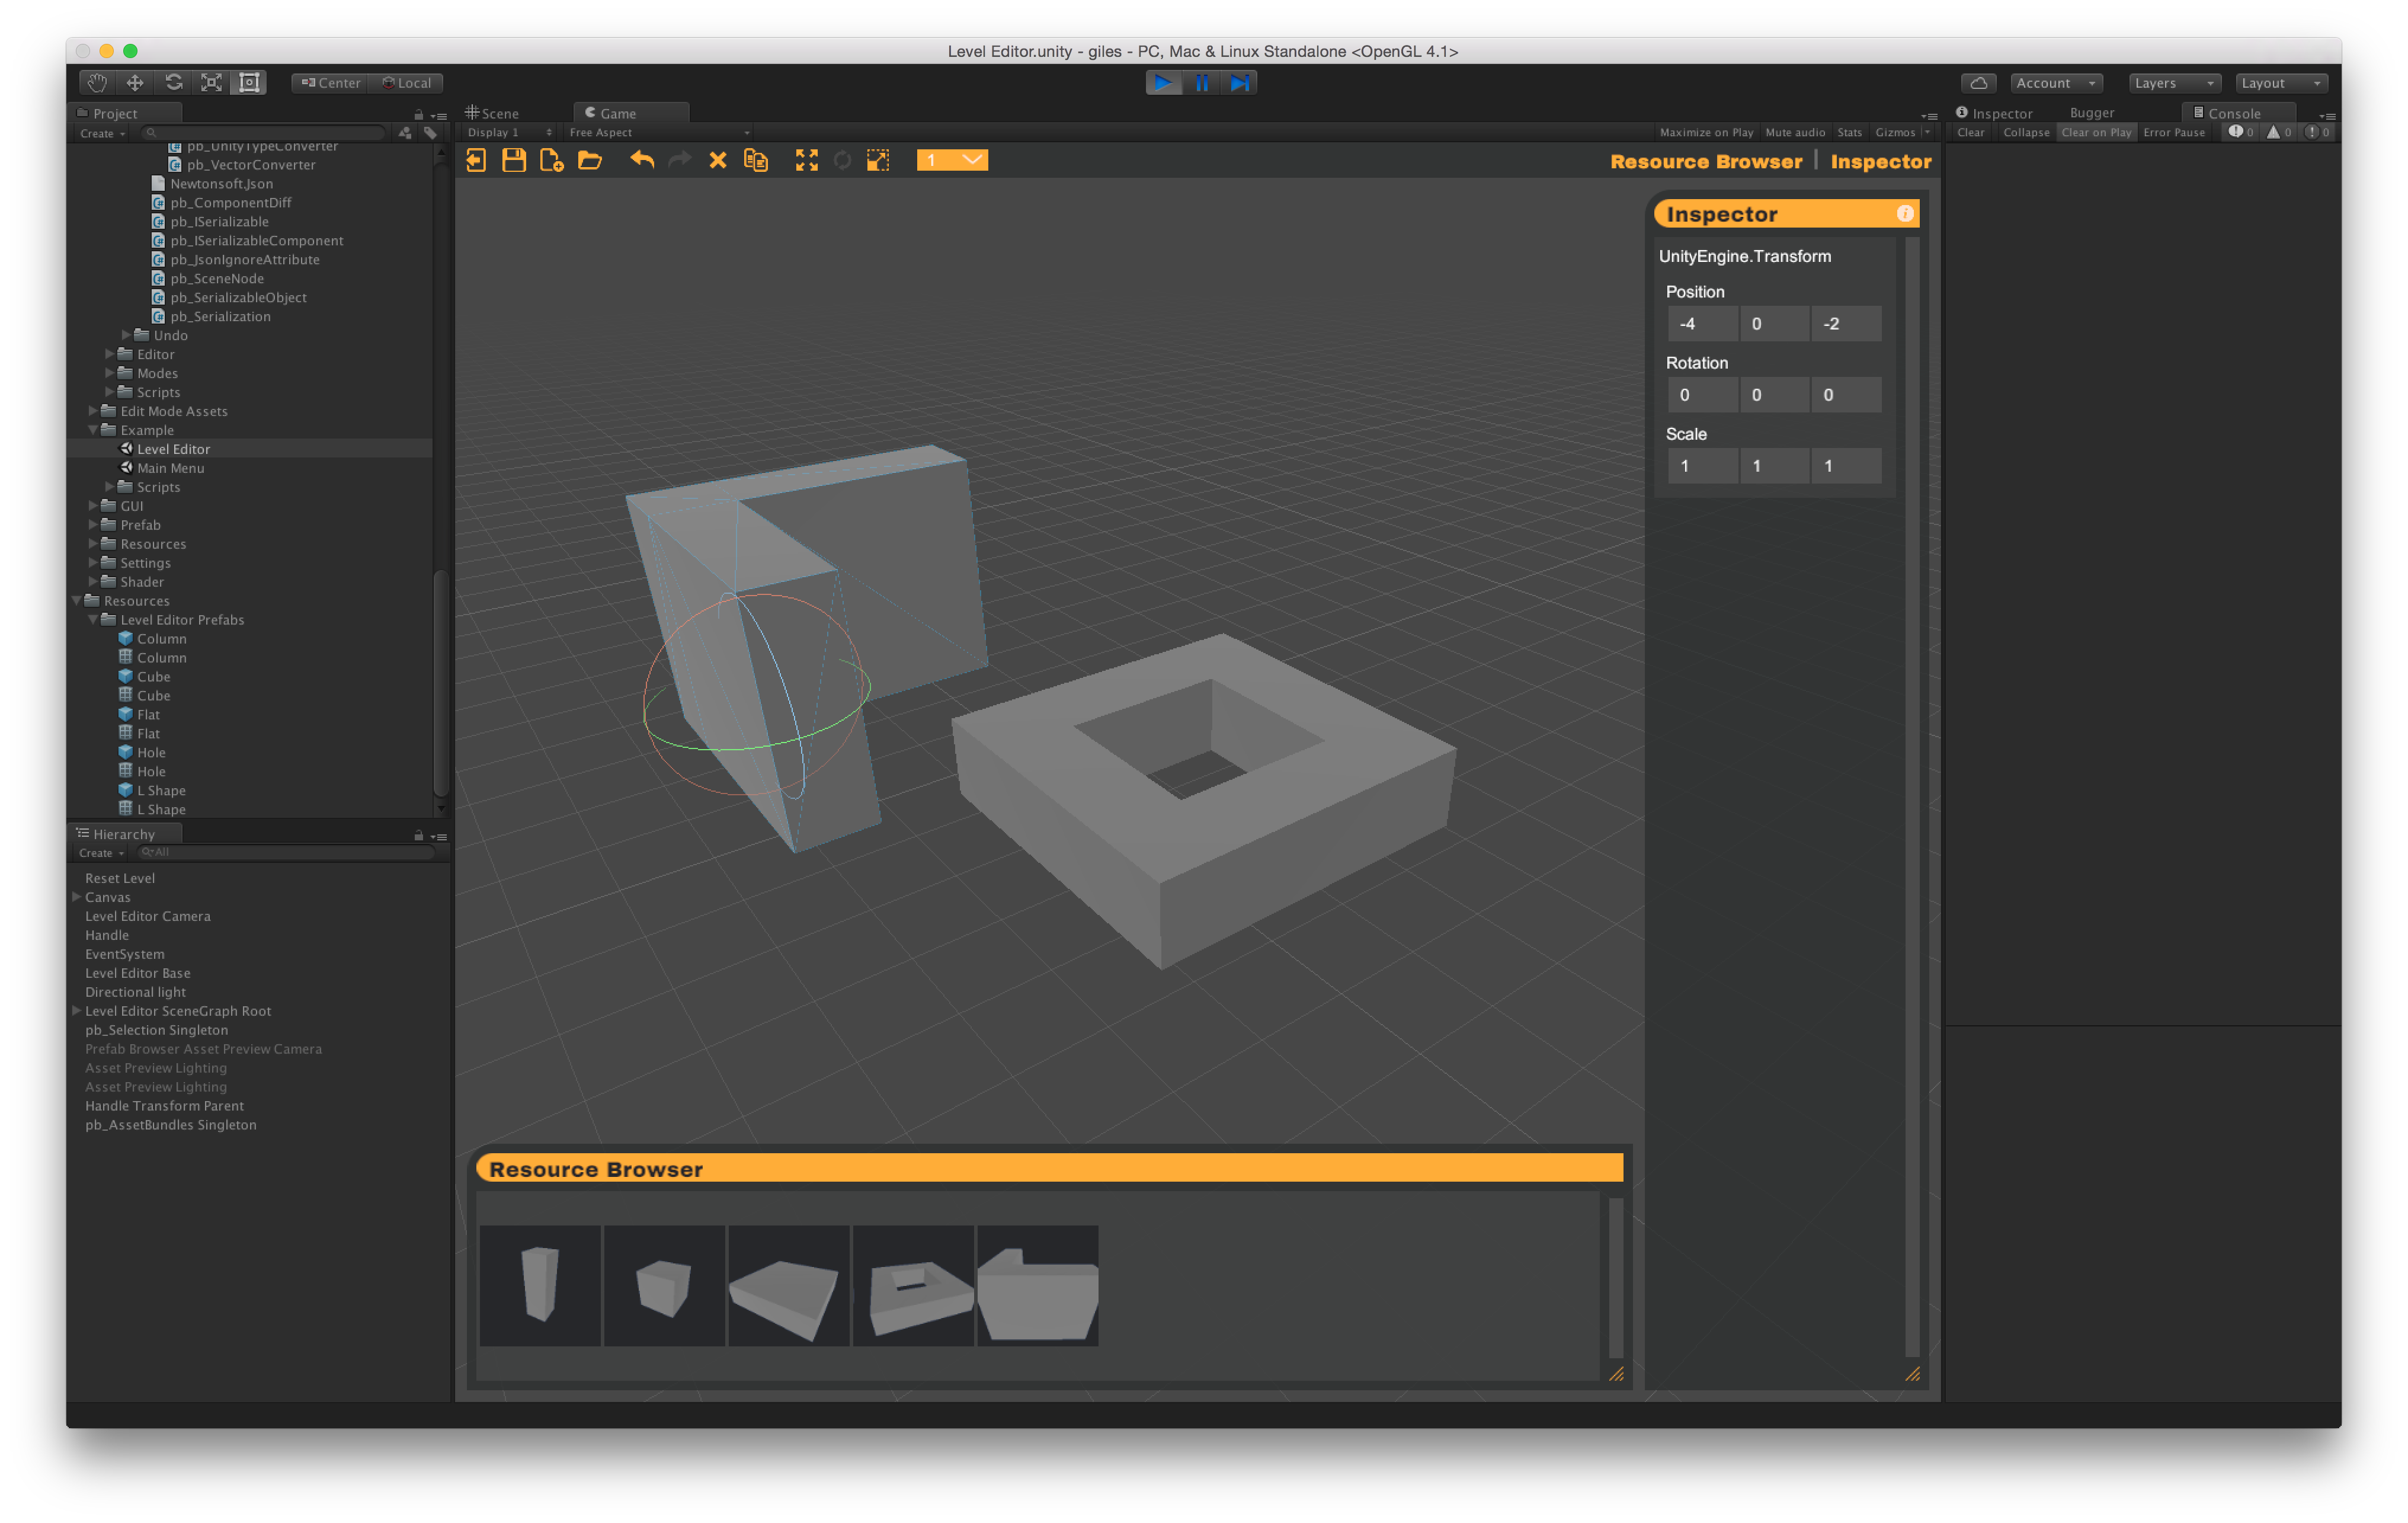 Level Editor.unity - giles - PC, Mac & Linux Standalone <OpenGL 4.1>
Center Local
Account Layers Layout
Project
Create
pb_UnityTypeConverter
pb_VectorConverter
Newtonsoft.Json
pb_ComponentDiff
pb_ISerializable
pb_ISerializableComponent
pb_JsonIgnoreAttribute
pb_SceneNode
pb_SerializableObject
pb_Serialization
Undo
Editor
Modes
Scripts
Edit Mode Assets
Example
Level Editor
Main Menu
Scripts
GUI
Prefab
Resources
Settings
Shader
Resources
Level Editor Prefabs
Column
Column
Cube
Cube
Flat
Flat
Hole
Hole
L Shape
L Shape
Hierarchy
Create All
Reset Level
Canvas
Level Editor Camera
Handle
EventSystem
Level Editor Base
Directional light
Level Editor SceneGraph Root
pb_Selection Singleton
Prefab Browser Asset Preview Camera
Asset Preview Lighting
Asset Preview Lighting
Handle Transform Parent
pb_AssetBundles Singleton
Scene Game
Display 1 Free Aspect Maximize on Play Mute audio Stats Gizmos
1 Resource Browser | Inspector
Inspector
UnityEngine.Transform
Position
-4 0 -2
Rotation
0 0 0
Scale
1 1 1
Resource Browser
Inspector Bugger Console
Clear Collapse Clear on Play Error Pause 0 0 0